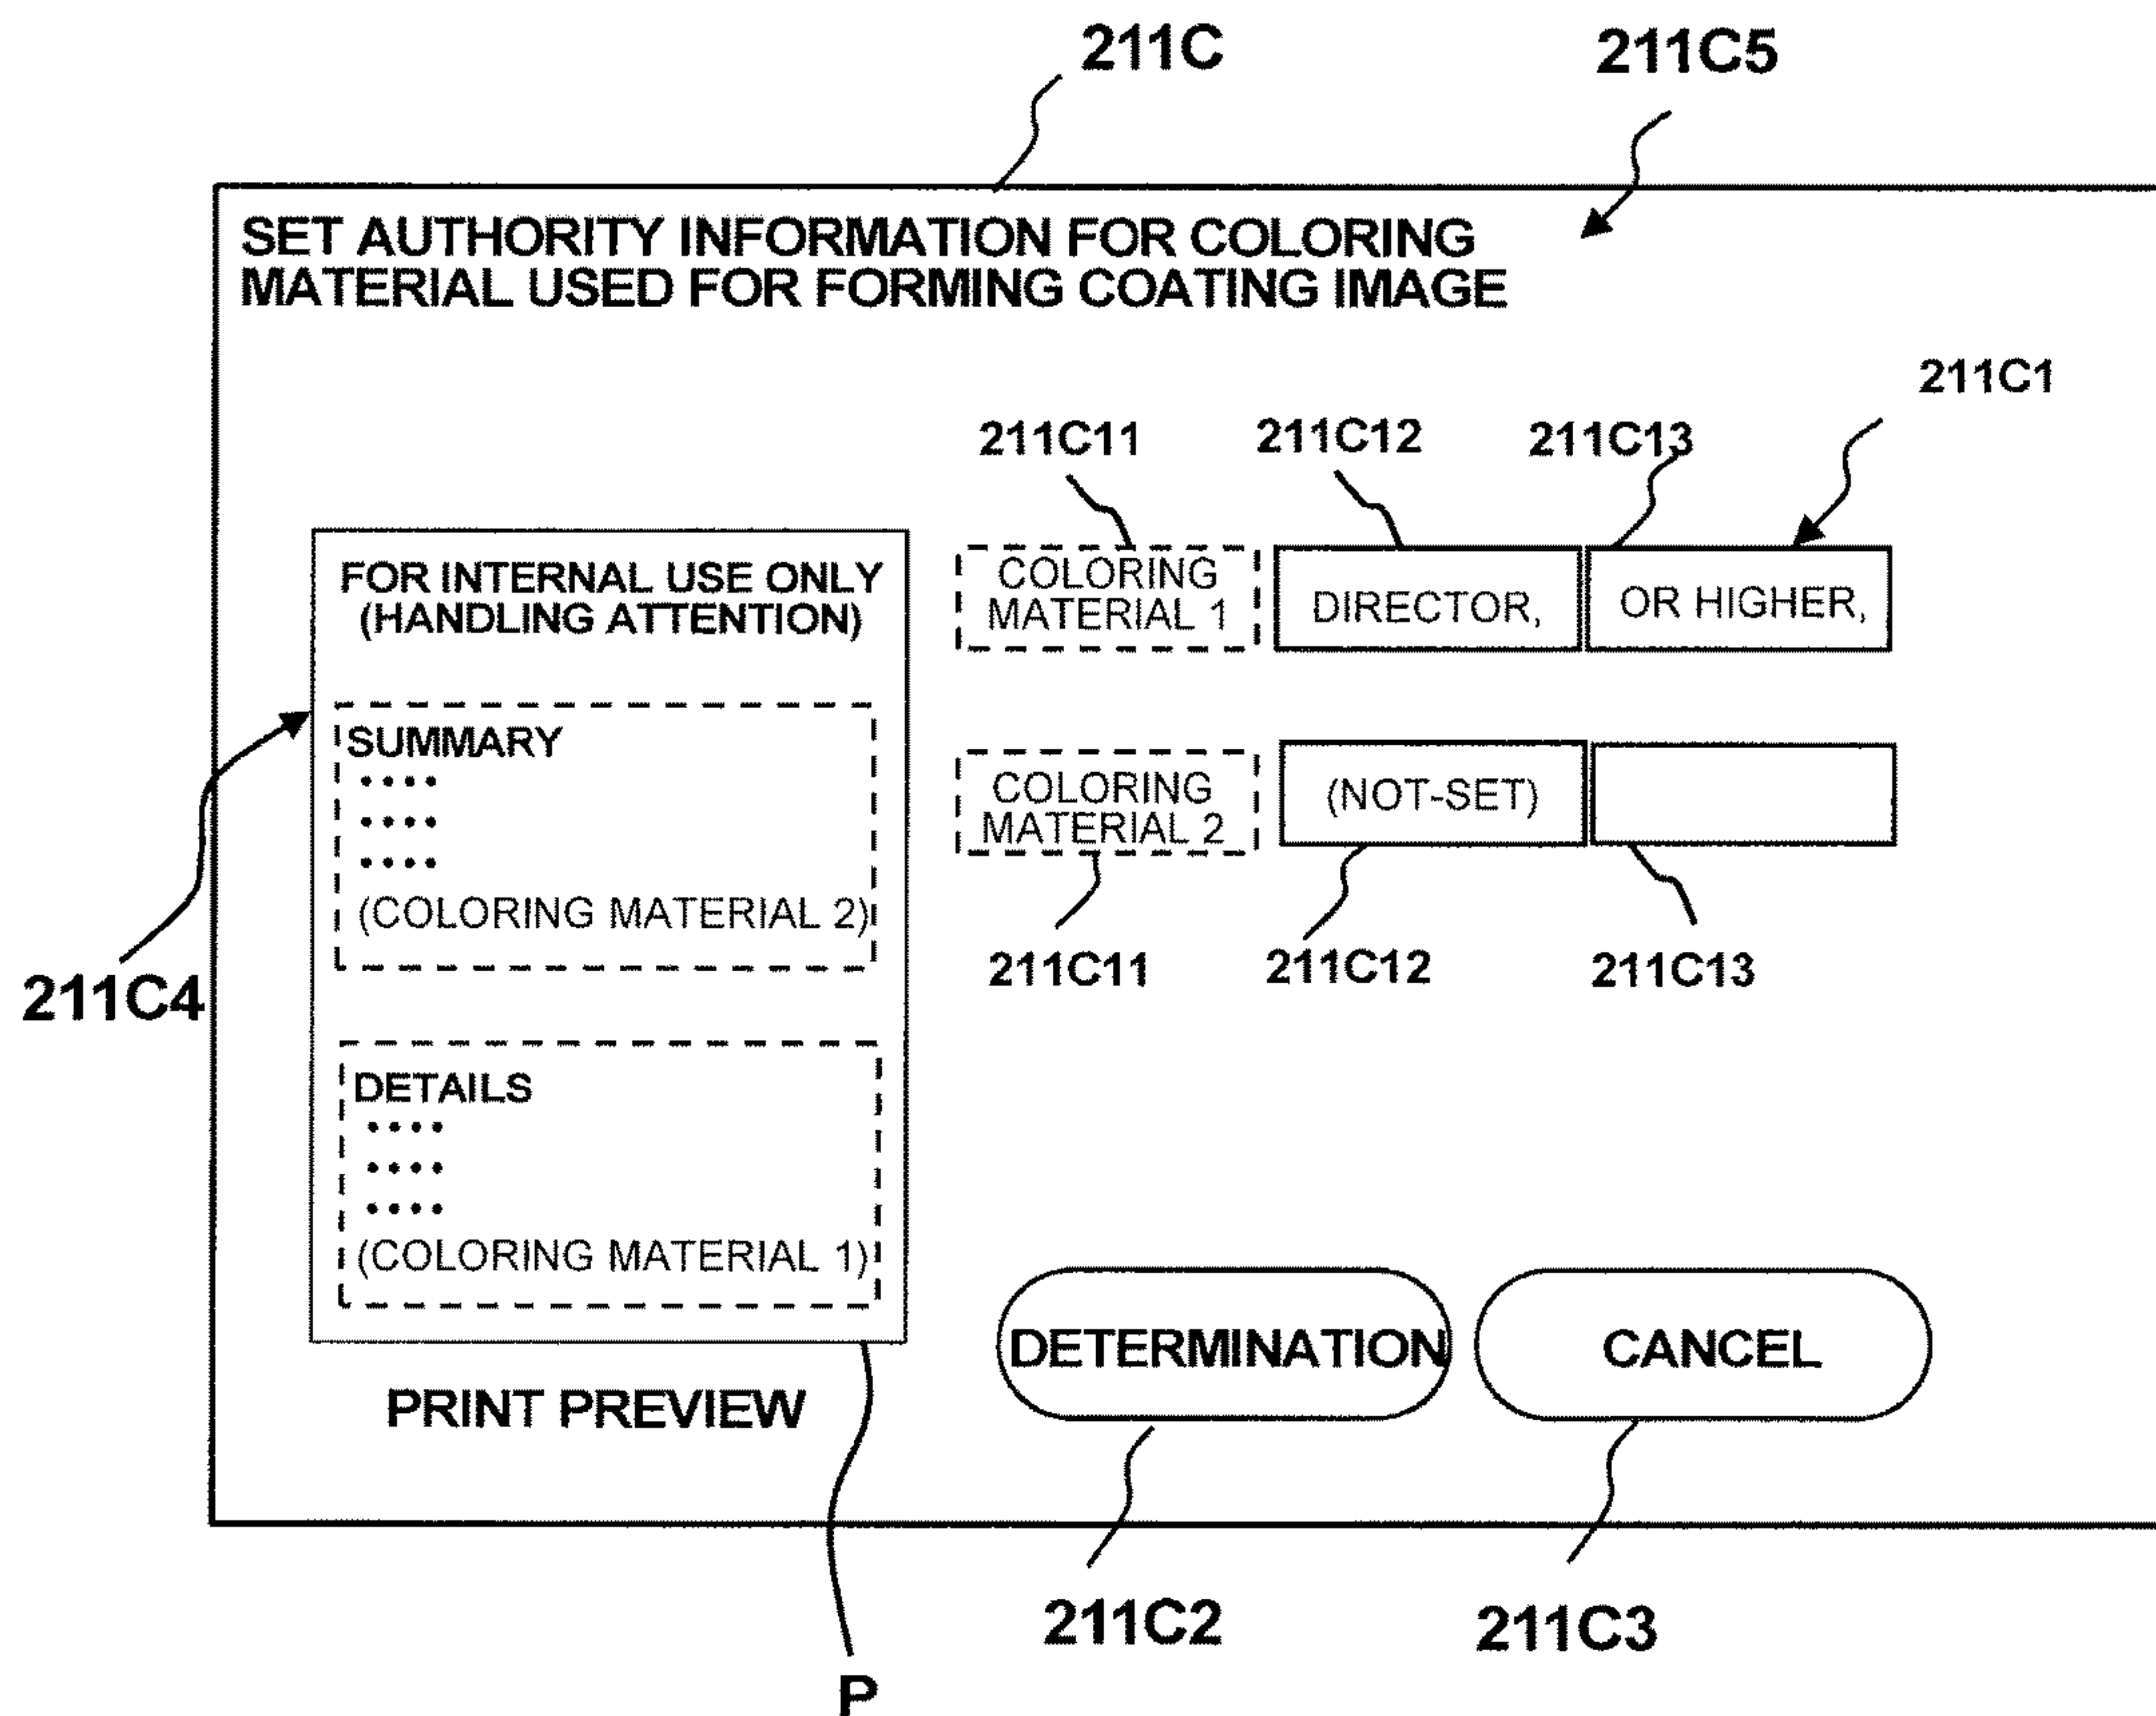 211C
211C5
SET AUTHORITY INFORMATION FOR COLORING
MATERIAL USED FOR FORMING COATING IMAGE
211C1
211C11
211C12
211C13
FOR INTERNAL USE ONLY
(HANDLING ATTENTION)
COLORING
MATERIAL 1
DIRECTOR,
OR HIGHER,
SUMMARY
••••
••••
••••
(COLORING MATERIAL 2)
COLORING
MATERIAL 2
(NOT-SET)
211C11
211C12
211C13
211C4
DETAILS
••••
••••
••••
(COLORING MATERIAL 1)
DETERMINATION
CANCEL
PRINT PREVIEW
211C2
211C3
P